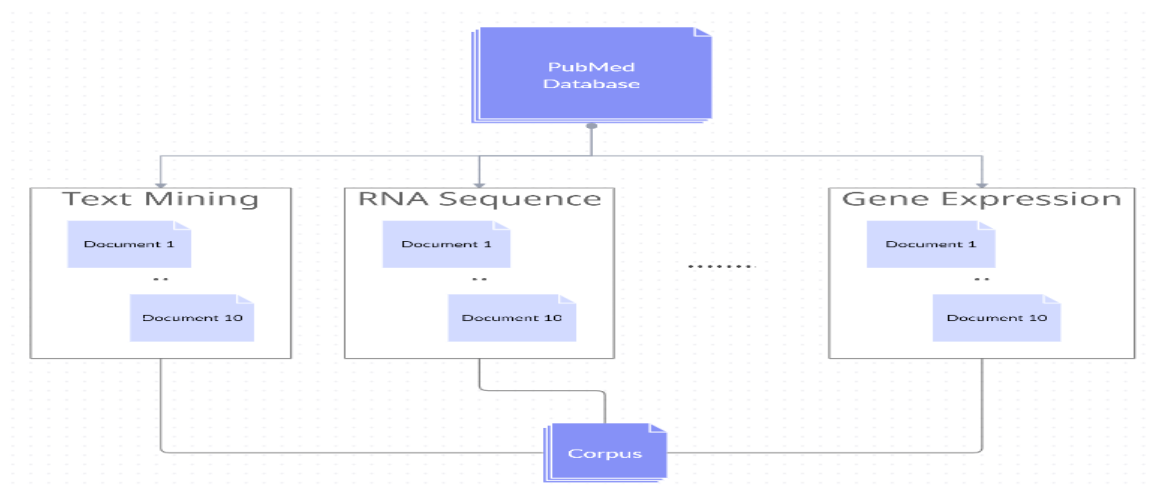 PubMed
Database
Text Mining
RNA Sequence
Gene Expression
Document 1
Document 1
Document 1
..
..
.......
..
Document 10
Document 10
Document 10
Corpus